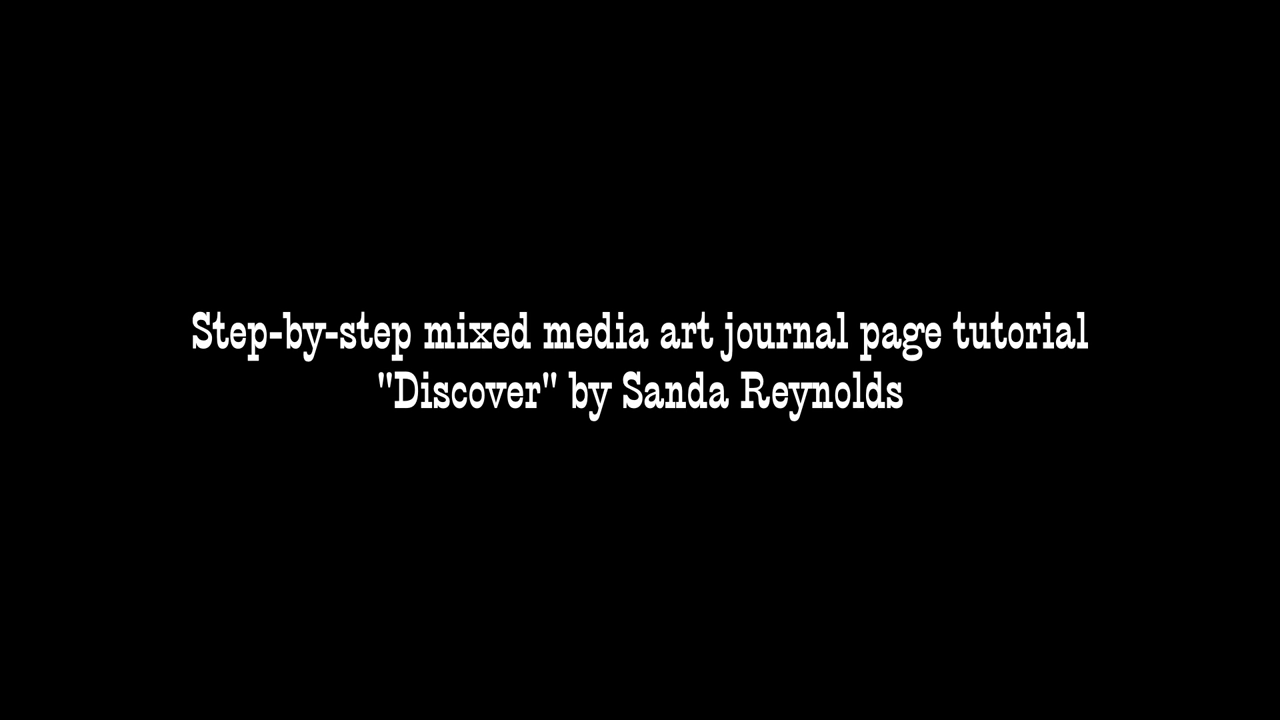 Step-by-step mixed media art journal page tutorial
"Discover" by Sanda Reynolds